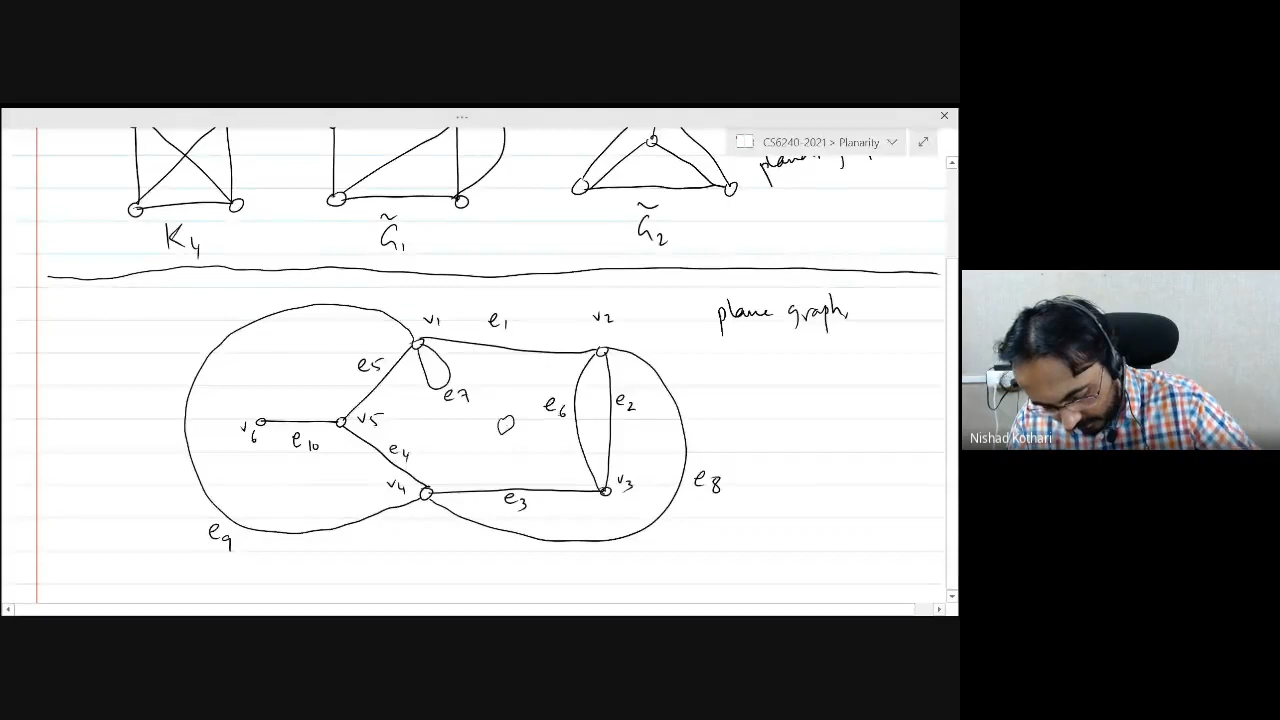 CS6240-2021 > Planarity
K4
G̃1
G̃2
plane graph
v1
e1
v2
e5
e7
e6
e2
v6
e10
v5
e4
v4
e3
v3
e8
e9
Nishad Kothari